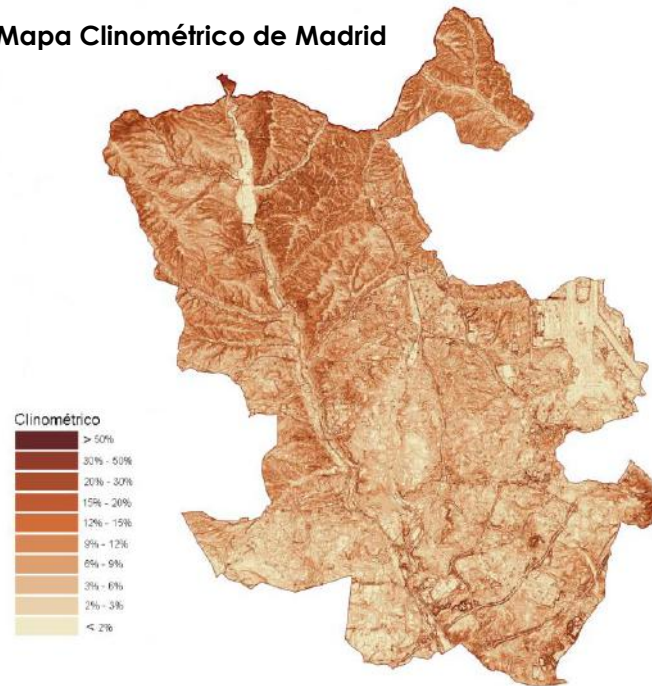 Mapa Clinométrico de Madrid
Clinométrico
> 50%
30% - 50%
20% - 30%
15% - 20%
12% - 15%
9% - 12%
6% - 9%
3% - 6%
2% - 3%
< 2%